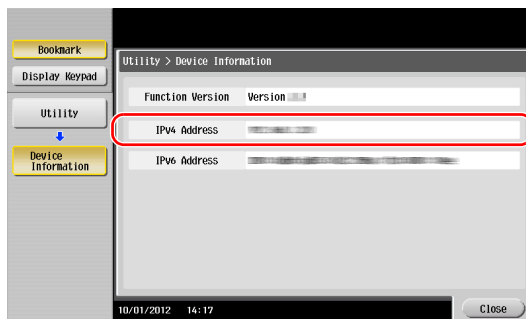 Bookmark
Display Keypad
Utility
Device
Information
Utility > Device Information
Function Version Version
IPv4 Address
IPv6 Address
10/01/2012 14:17
Close